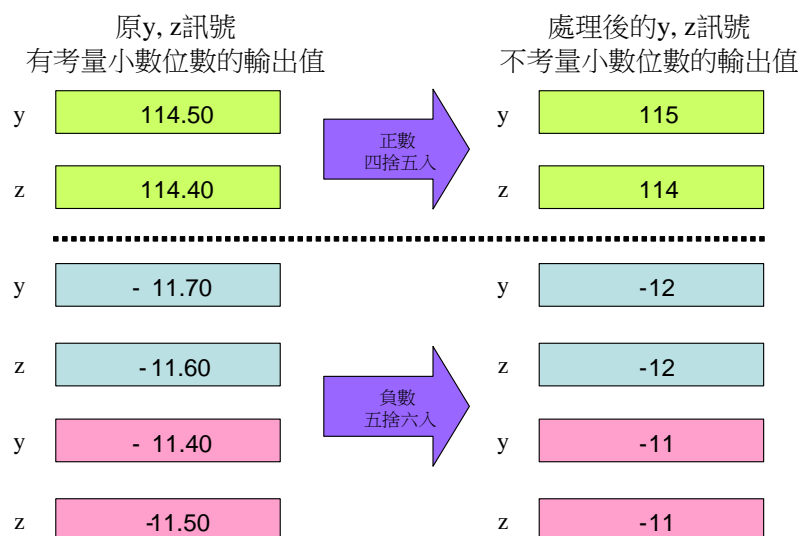 原y, z訊號
有考量小數位數的輸出值
處理後的y, z訊號
不考量小數位數的輸出值
y 114.50
正數
四捨五入
y 115
z 114.40
z 114
y - 11.70
y -12
z - 11.60
z -12
負數
五捨六入
y - 11.40
y -11
z -11.50
z -11